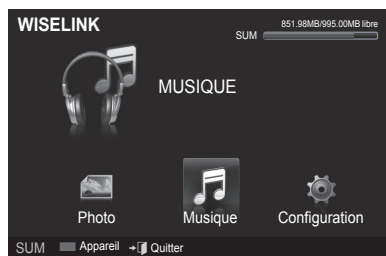 WISELINK
851.98MB/995.00MB libre
SUM
MUSIQUE
Photo Musique Configuration
SUM Appareil Quitter